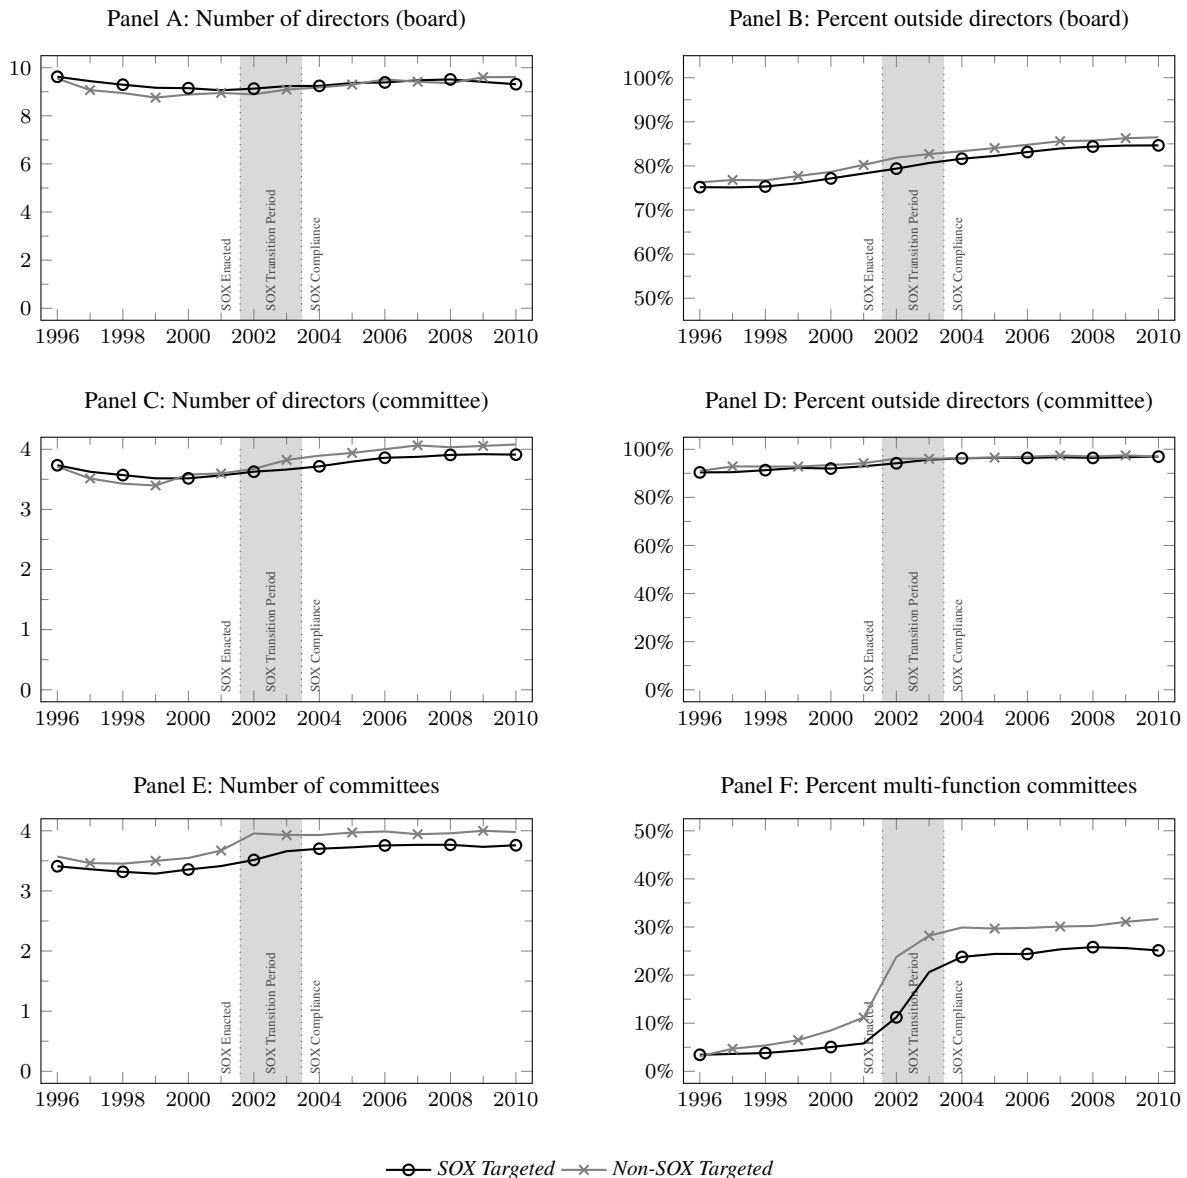 Panel A: Number of directors (board)
10
8
6
4
2
0
SOX Enacted
SOX Transition Period
SOX Compliance
1996 1998 2000 2002 2004 2006 2008 2010
Panel B: Percent outside directors (board)
100%
90%
80%
70%
60%
50%
SOX Enacted
SOX Transition Period
SOX Compliance
1996 1998 2000 2002 2004 2006 2008 2010
Panel C: Number of directors (committee)
4
3
2
1
0
SOX Enacted
SOX Transition Period
SOX Compliance
1996 1998 2000 2002 2004 2006 2008 2010
Panel D: Percent outside directors (committee)
100%
80%
60%
40%
20%
0%
SOX Enacted
SOX Transition Period
SOX Compliance
1996 1998 2000 2002 2004 2006 2008 2010
Panel E: Number of committees
4
3
2
1
0
SOX Enacted
SOX Transition Period
SOX Compliance
1996 1998 2000 2002 2004 2006 2008 2010
Panel F: Percent multi-function committees
50%
40%
30%
20%
10%
0%
SOX Enacted
SOX Transition Period
SOX Compliance
1996 1998 2000 2002 2004 2006 2008 2010
SOX Targeted Non-SOX Targeted